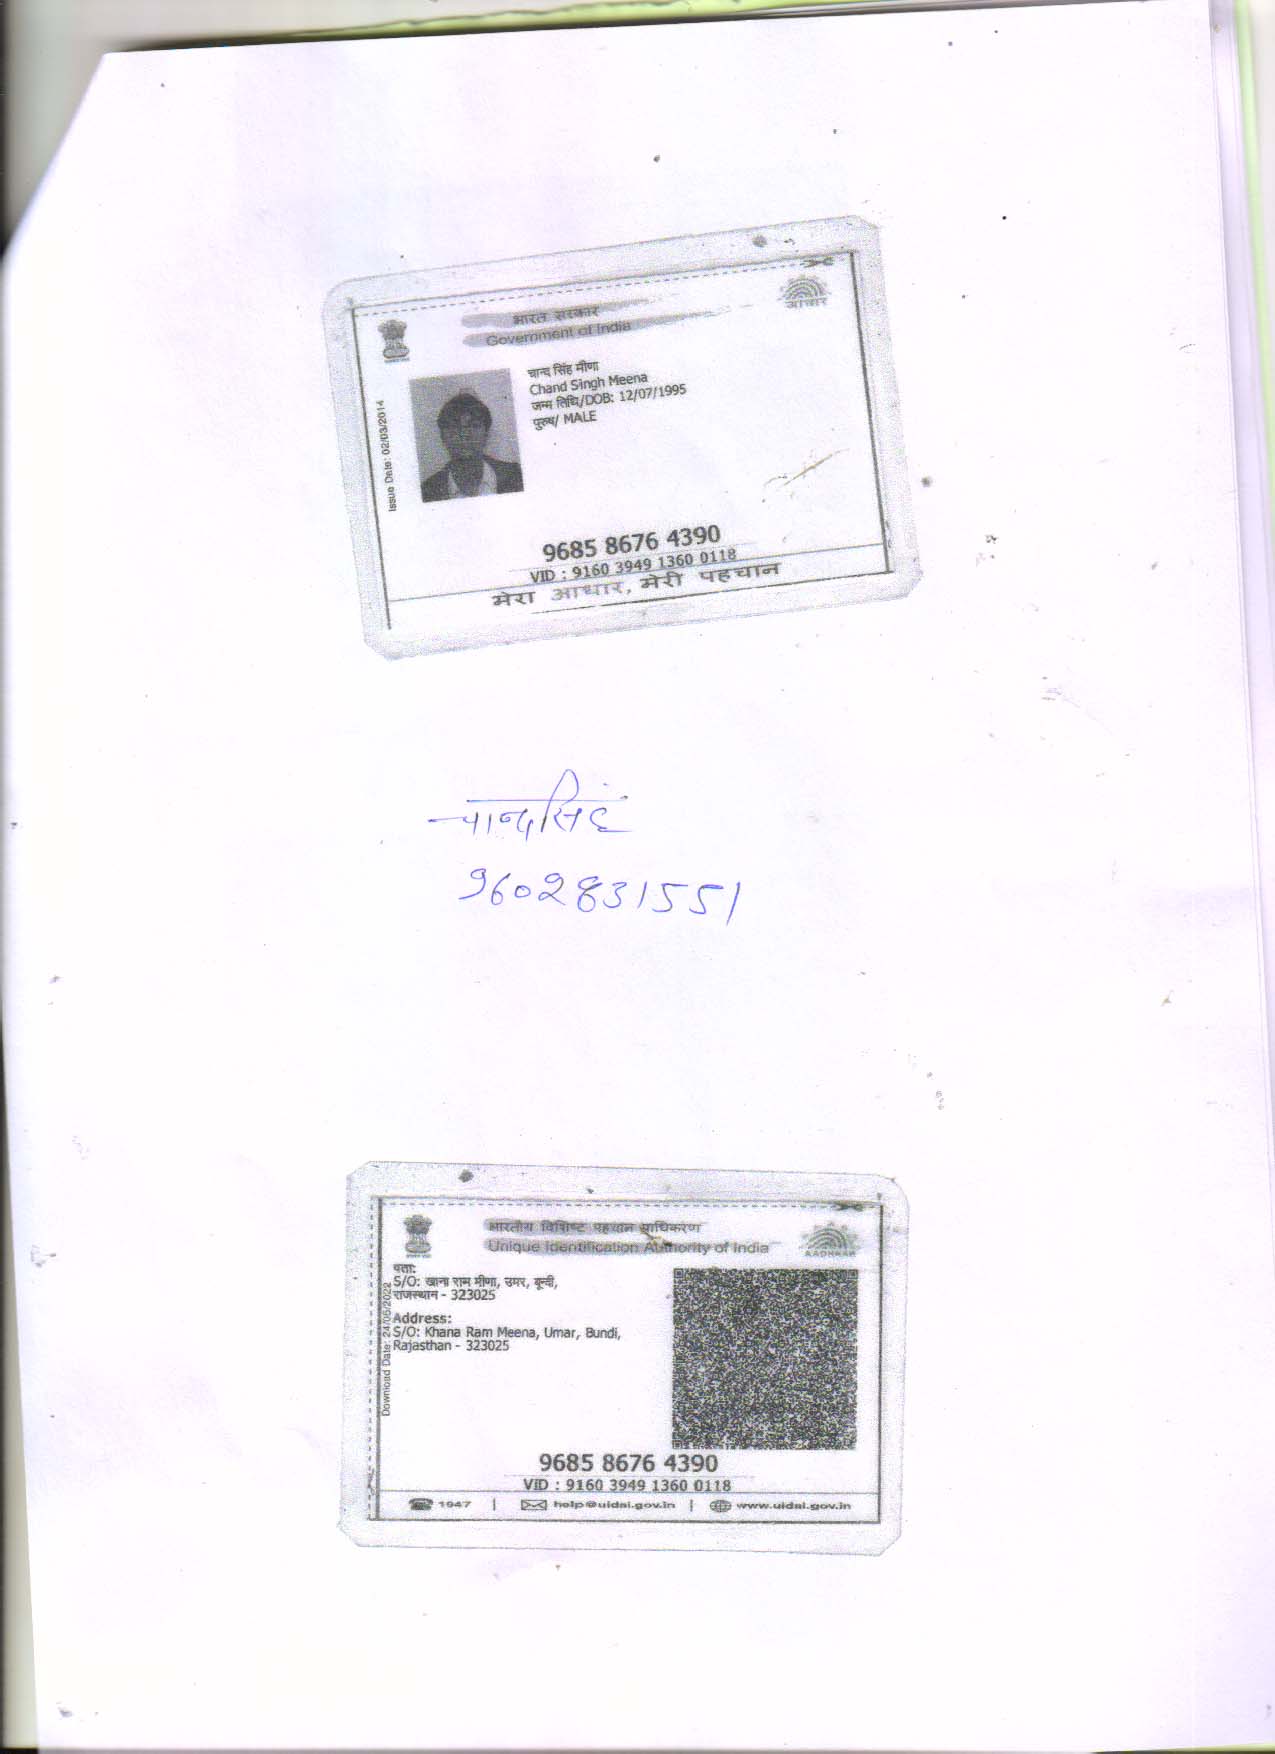 भारत सरकार
Government of India
आधार
Issue Date: 02/03/2014
चान्द सिंह मीणा
Chand Singh Meena
जन्म तिथि/DOB: 12/07/1995
पुरुष/ MALE
9685 8676 4390
VID : 9160 3949 1360 0118
मेरा आधार, मेरी पहचान
चान्दसिंह
9602831551
भारतीय विशिष्ट पहचान प्राधिकरण
Unique Identification Authority of India
AADHAAR
Download Date: 24/06/2022
पता:
S/O: खाना राम मीणा, उमर, बून्दी,
राजस्थान - 323025
Address:
S/O: Khana Ram Meena, Umar, Bundi,
Rajasthan - 323025
9685 8676 4390
VID : 9160 3949 1360 0118
1947 | help@uidai.gov.in | www.uidai.gov.in